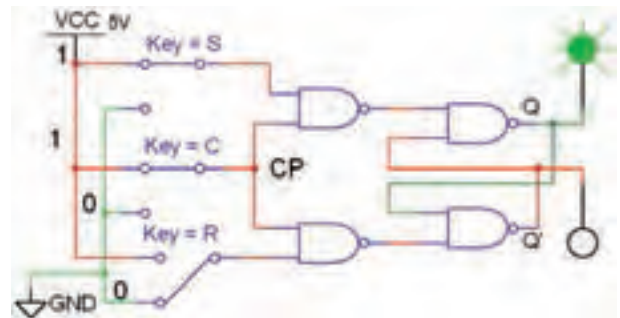 VCC 5V
1
Key = S
Q
1
Key = C
CP
0
Key = R
Q'
0
GND